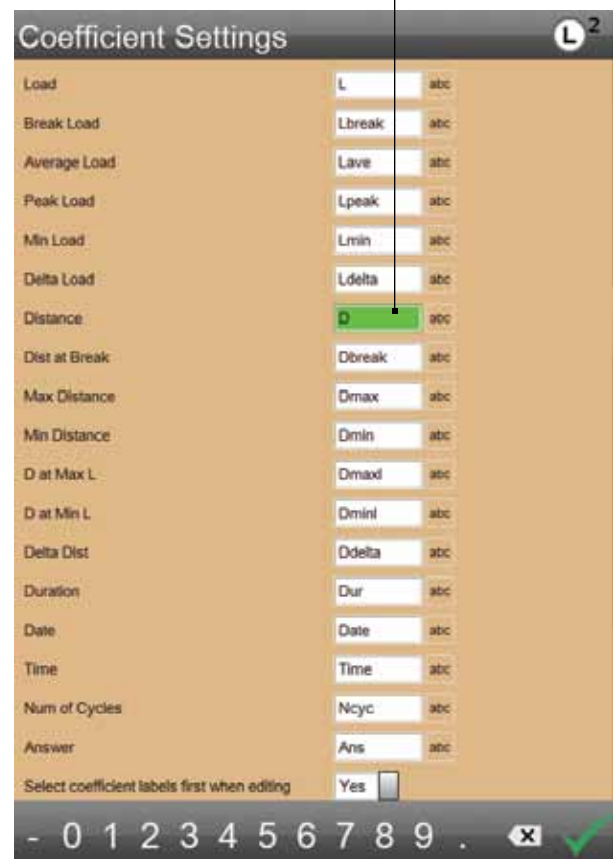 Coefficient Settings L2
Load L abc
Break Load Lbreak abc
Average Load Lave abc
Peak Load Lpeak abc
Min Load Lmin abc
Delta Load Ldelta abc
Distance D abc
Dist at Break Dbreak abc
Max Distance Dmax abc
Min Distance Dmin abc
D at Max L Dmaxl abc
D at Min L Dminl abc
Delta Dist Ddelta abc
Duration Dur abc
Date Date abc
Time Time abc
Num of Cycles Ncyc abc
Answer Ans abc
Select coefficient labels first when editing Yes
- 0 1 2 3 4 5 6 7 8 9 .